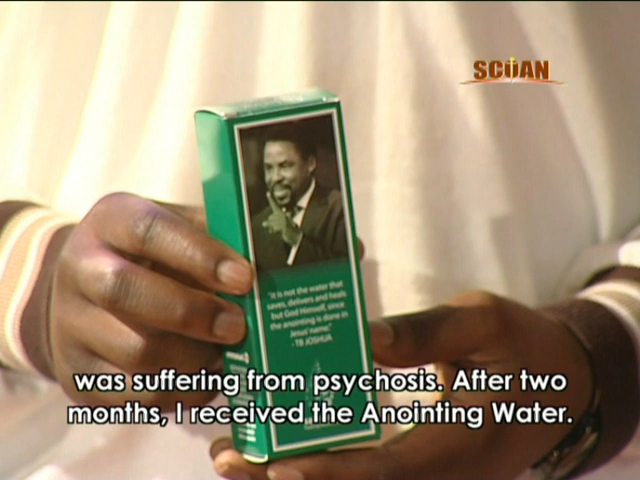 SCOAN
"It is not the water that
saves, delivers and heals
but God Himself, since
the anointing is done in
Jesus' name."
- TB JOSHUA
was suffering from psychosis. After two
months, I received the Anointing Water.